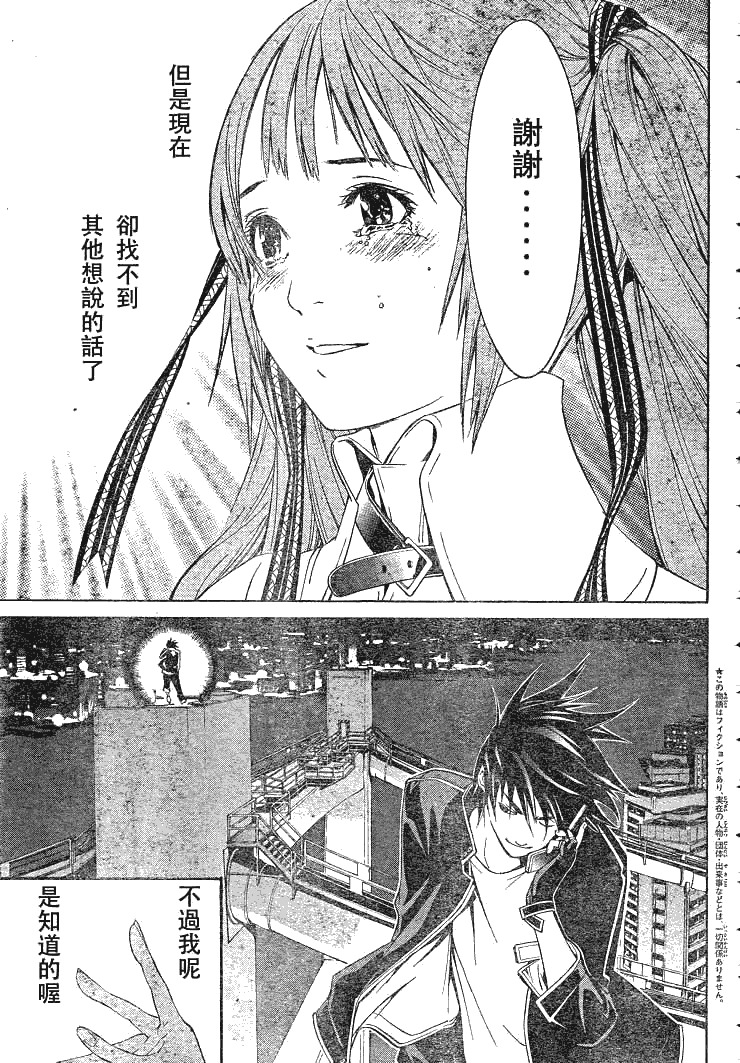 謝謝······
但是現在
卻找不到
其他想說的話了
★この物語はフィクションであり、実在の人物・団体・出来事などとは、一切関係ありません。
不過我呢
是知道的喔